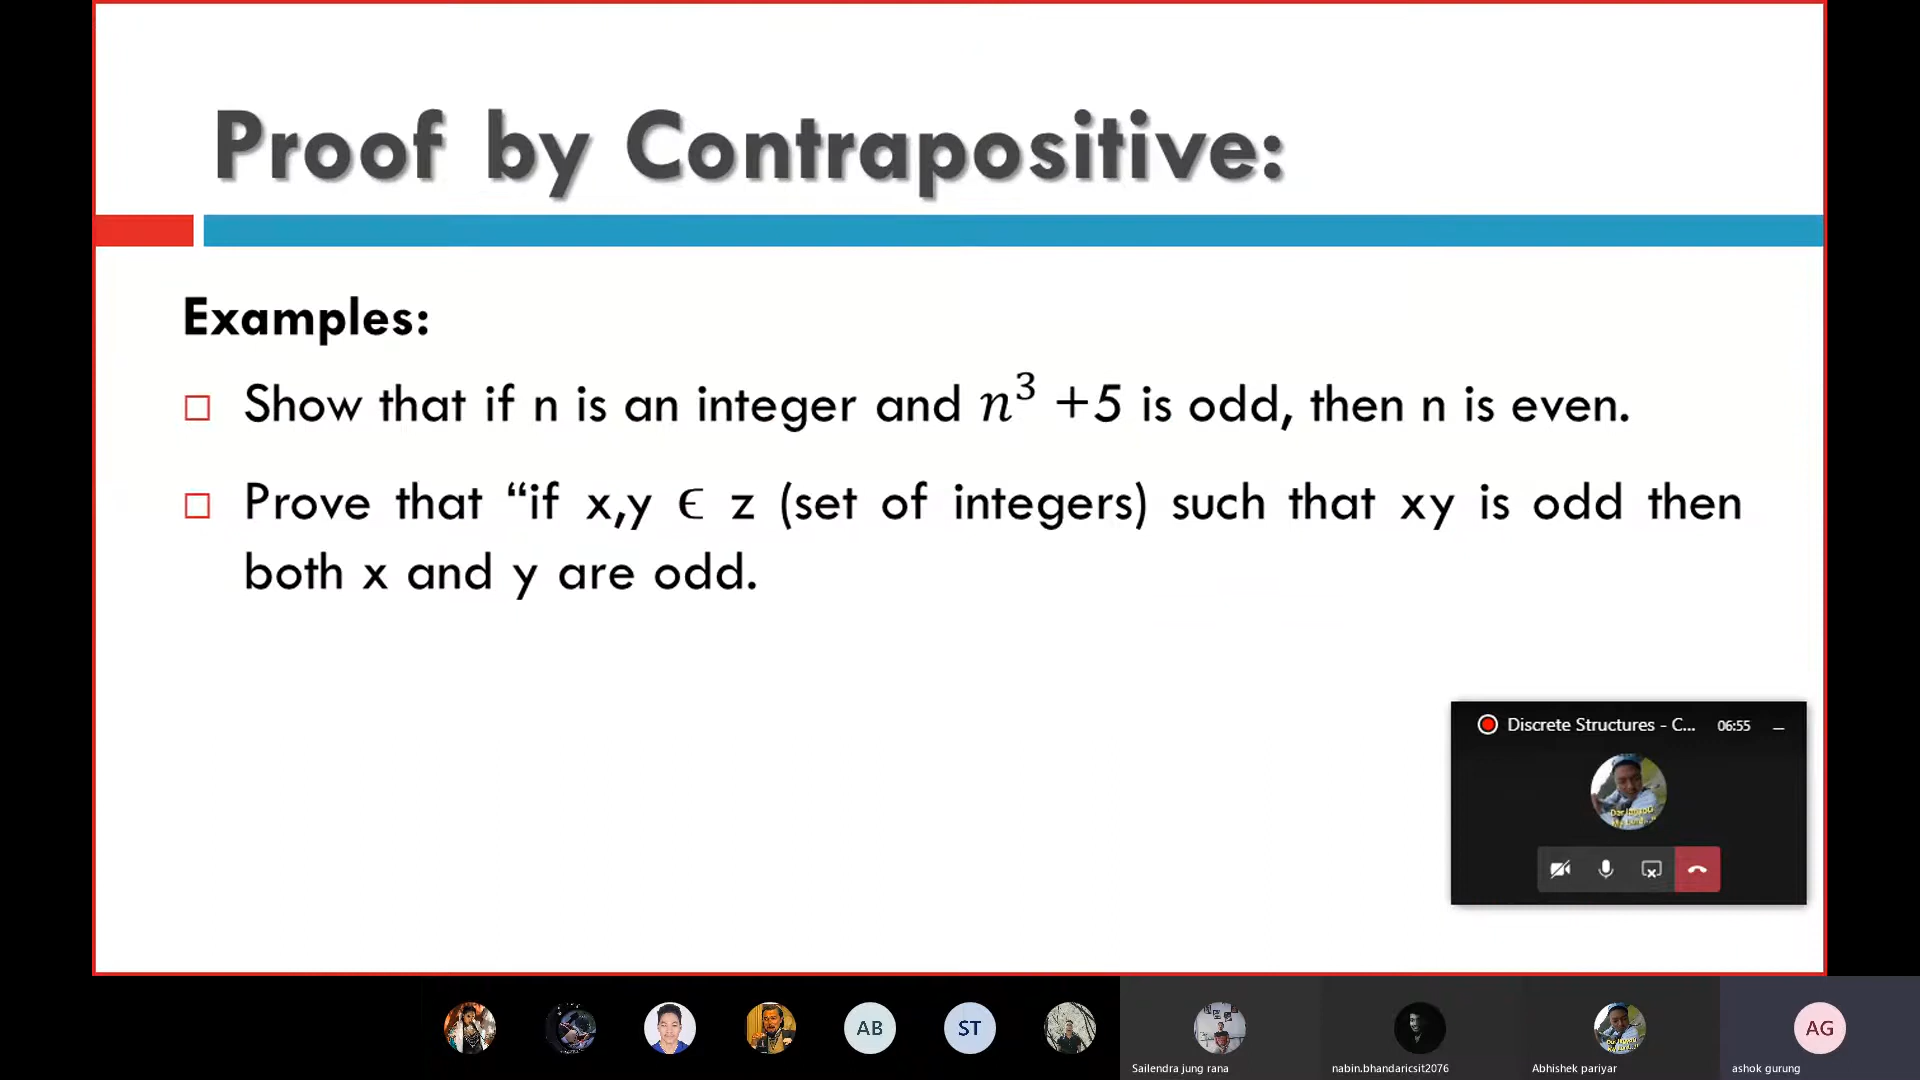 Proof by Contrapositive:
Examples:
Show that if n is an integer and n³ +5 is odd, then n is even.
Prove that “if x,y ϵ z (set of integers) such that xy is odd then
both x and y are odd.
Discrete Structures - C... 06:55
AB
ST
AG
Sailendra jung rana
nabin.bhandaricsit2076
Abhishek pariyar
ashok gurung